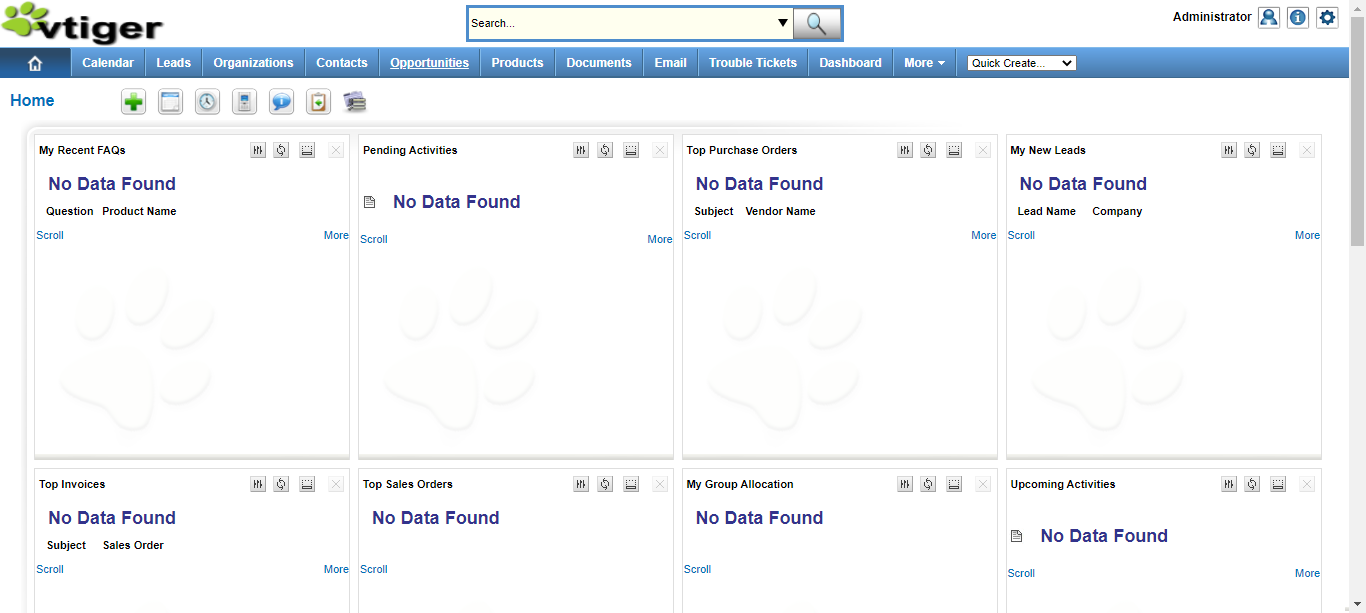 vtiger
Search...
Administrator
Calendar Leads Organizations Contacts Opportunities Products Documents Email Trouble Tickets Dashboard More Quick Create...
Home
My Recent FAQs
No Data Found
Question Product Name
Scroll More
Pending Activities
No Data Found
Scroll More
Top Purchase Orders
No Data Found
Subject Vendor Name
Scroll More
My New Leads
No Data Found
Lead Name Company
Scroll More
Top Invoices
No Data Found
Subject Sales Order
Scroll More
Top Sales Orders
No Data Found
Scroll
My Group Allocation
No Data Found
Scroll
Upcoming Activities
No Data Found
Scroll More